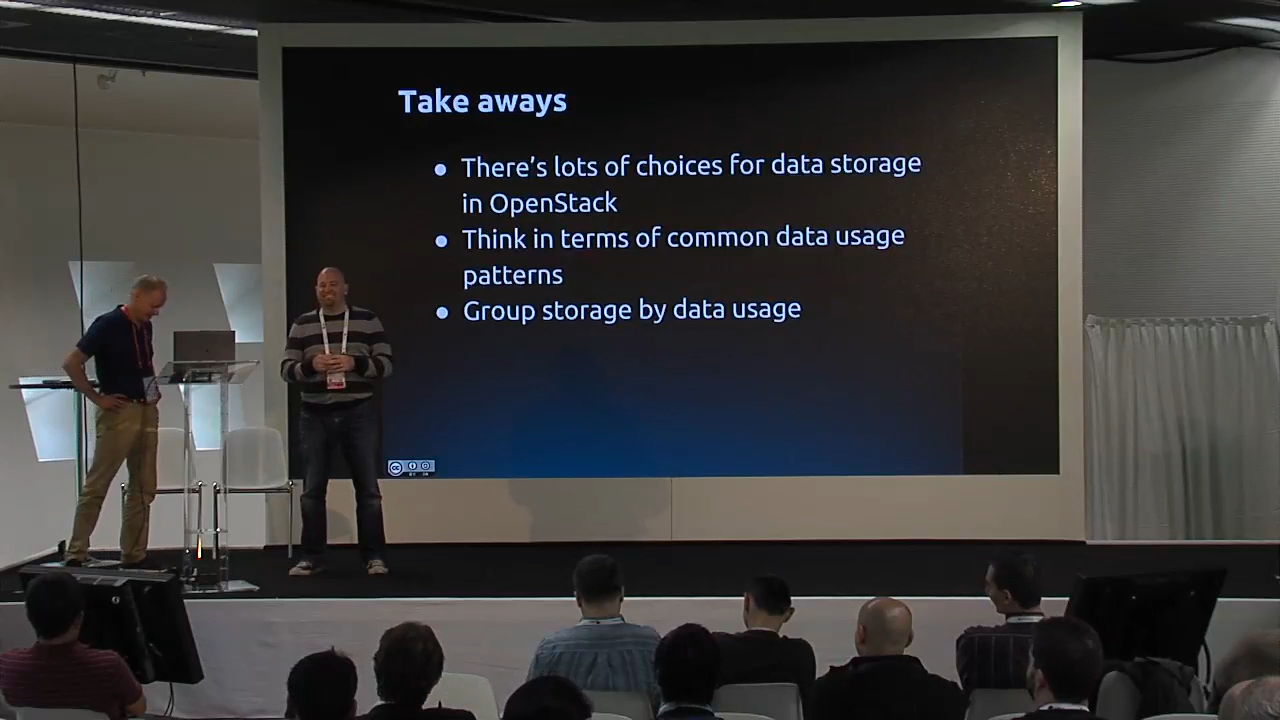 Take aways
● There's lots of choices for data storage
in OpenStack
● Think in terms of common data usage
patterns
● Group storage by data usage
cc